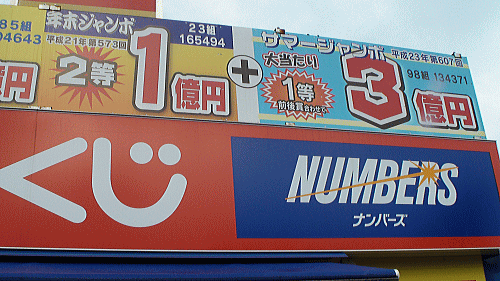 85組
04643
億円
年末ジャンボ
23組
165494
平成21年第573回
2等
1億円
+
サマージャンボ
平成23年第607回
大当たり
98組 134371
1等
前後賞合わせて
3億円
くじ
NUMBERS
ナンバーズ